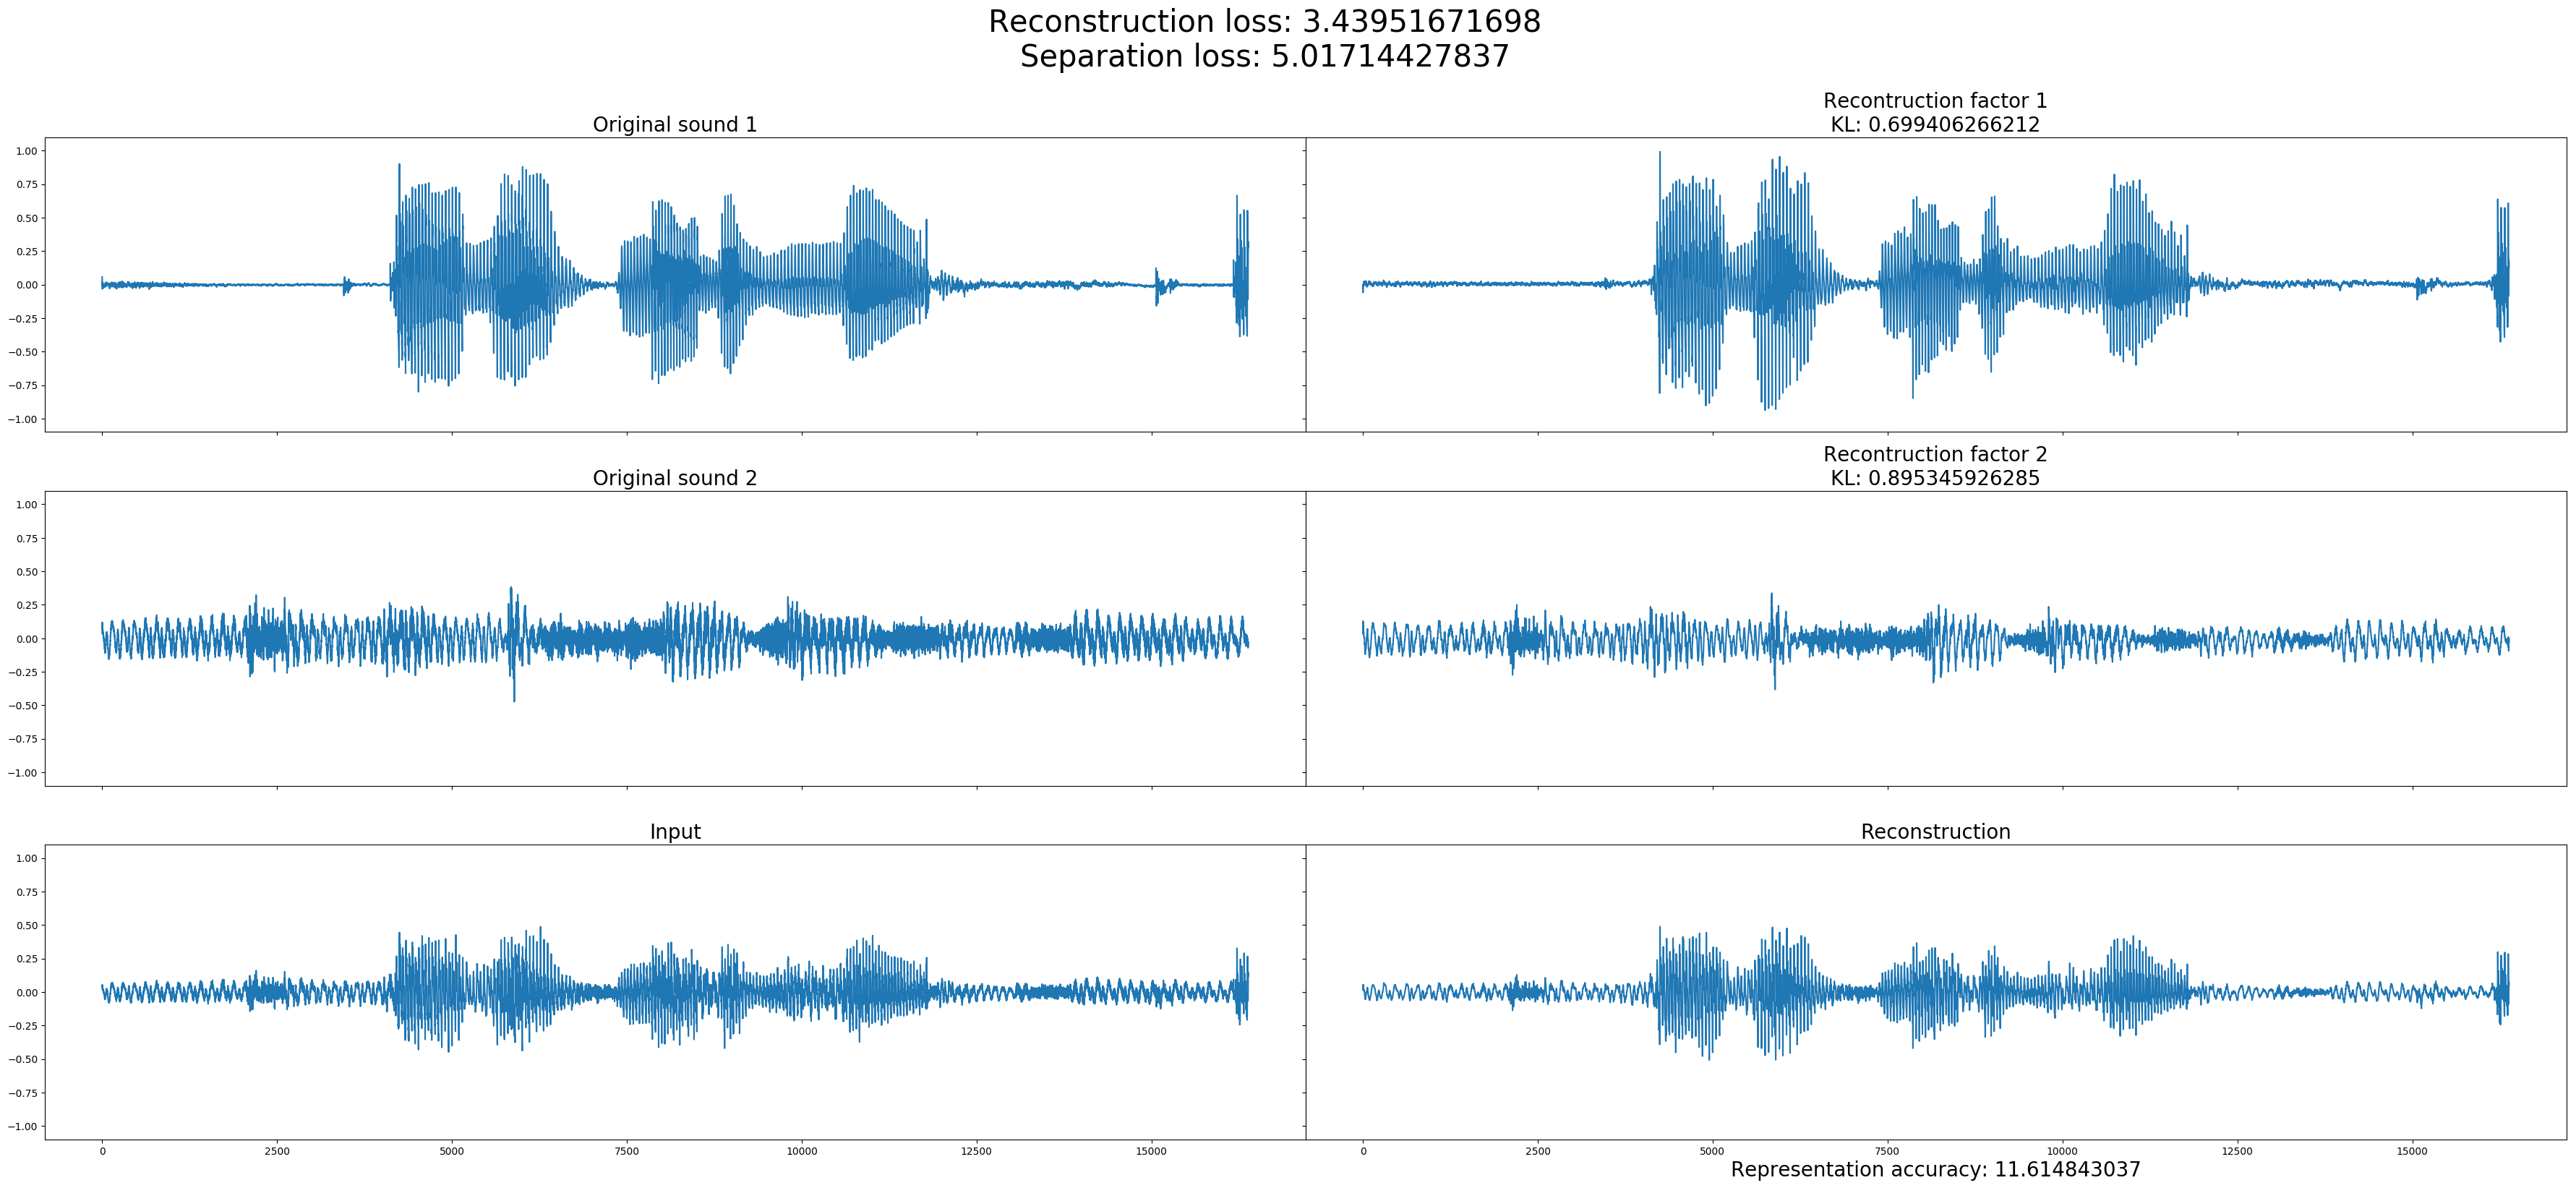 Reconstruction loss: 3.43951671698
Separation loss: 5.01714427837
Original sound 1
Recontruction factor 1
KL: 0.699406266212
1.00
0.75
0.50
0.25
0.00
−0.25
−0.50
−0.75
−1.00
Original sound 2
Recontruction factor 2
KL: 0.895345926285
1.00
0.75
0.50
0.25
0.00
−0.25
−0.50
−0.75
−1.00
Input
Reconstruction
1.00
0.75
0.50
0.25
0.00
−0.25
−0.50
−0.75
−1.00
0 2500 5000 7500 10000 12500 15000
0 2500 5000 7500 10000 12500 15000
Representation accuracy: 11.614843037